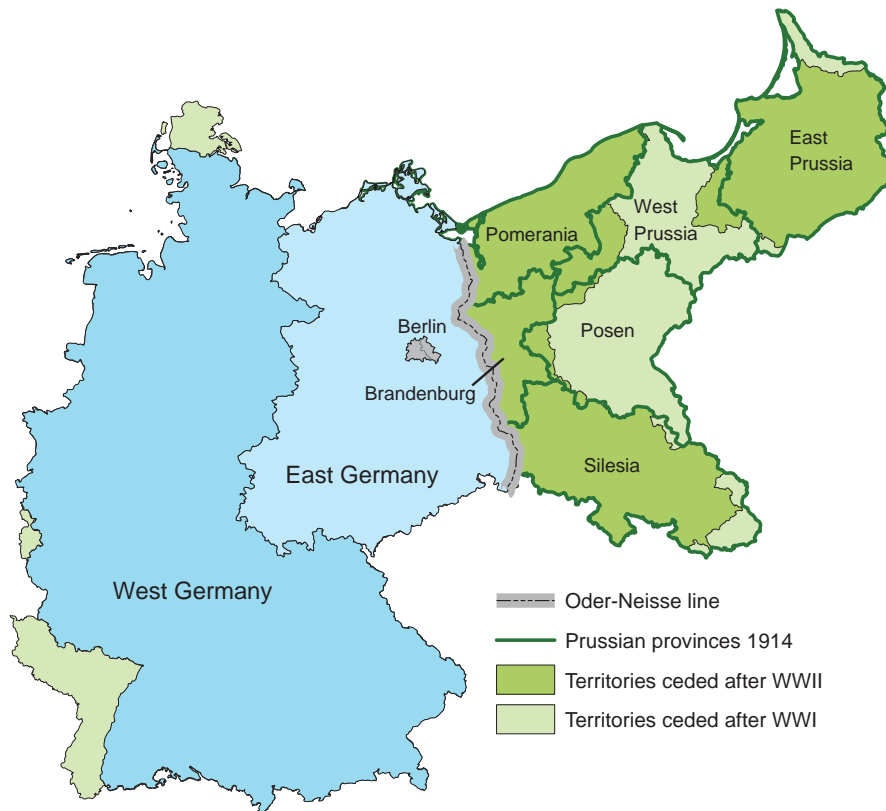 East
Prussia
West
Prussia
Pomerania
Berlin
Posen
Brandenburg
Silesia
East Germany
West Germany
Oder-Neisse line
Prussian provinces 1914
Territories ceded after WWII
Territories ceded after WWI